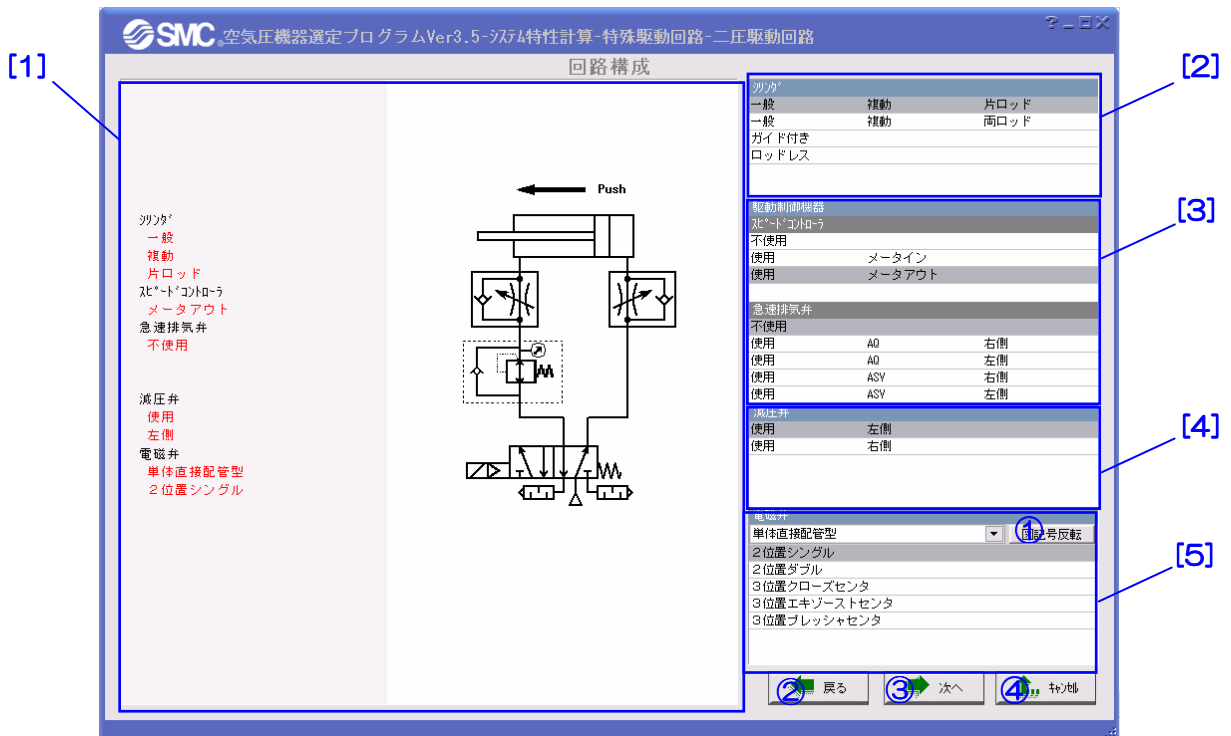 SMC 空気圧機器選定プログラムVer3.5-ｼｽﾃﾑ特性計算-特殊駆動回路-二圧駆動回路
回路構成
[1]
Push
ｼﾘﾝﾀﾞ
一般
複動
片ロッド
ｽﾋﾟｰﾄﾞｺﾝﾄﾛｰﾗ
メータアウト
急速排気弁
不使用
減圧弁
使用
左側
電磁弁
単体直接配管型
２位置シングル
[2]
ｼﾘﾝﾀﾞ
一般 複動 片ロッド
一般 複動 両ロッド
ガイド付き
ロッドレス
[3]
駆動制御機器
ｽﾋﾟｰﾄﾞｺﾝﾄﾛｰﾗ
不使用
使用 メータイン
使用 メータアウト
急速排気弁
不使用
使用 AQ 右側
使用 AQ 左側
使用 ASV 右側
使用 ASV 左側
[4]
減圧弁
使用 左側
使用 右側
[5]
電磁弁
単体直接配管型 ① 図記号反転
２位置シングル
２位置ダブル
３位置クローズセンタ
３位置エキゾーストセンタ
３位置プレッシャセンタ
② 戻る ③ 次へ ④ ｷｬﾝｾﾙ